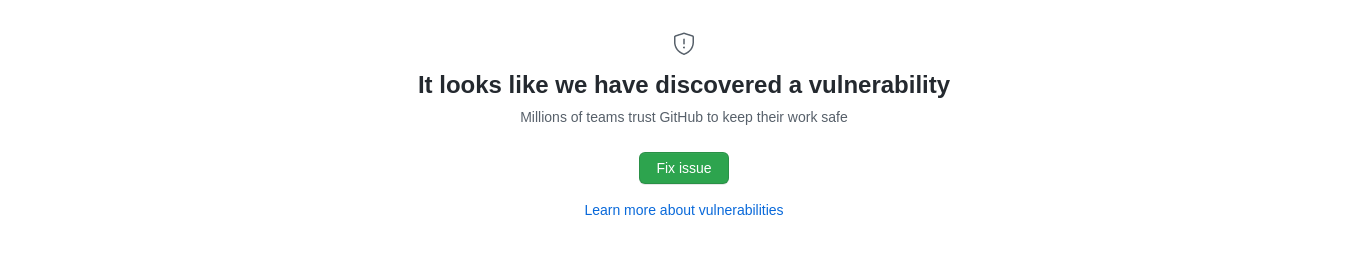 It looks like we have discovered a vulnerability
Millions of teams trust GitHub to keep their work safe
Fix issue
Learn more about vulnerabilities